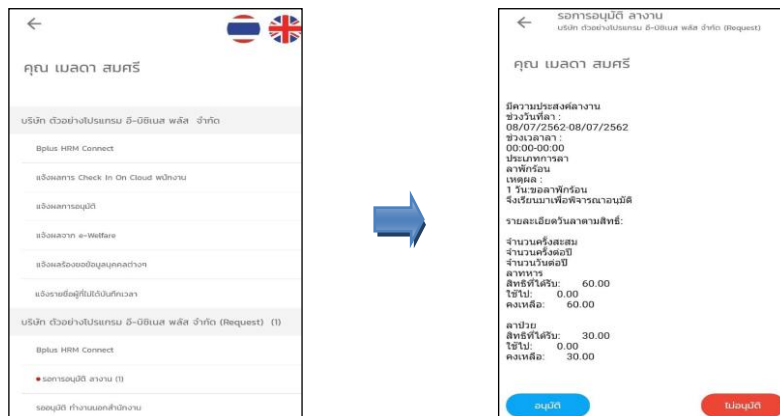 คุณ เมลดา สมศรี
บริษัท ตัวอย่างโปรแกรม อี-บิซิเนส พลัส จำกัด
Bplus HRM Connect
แจ้งผลการ Check In On Cloud พนักงาน
แจ้งผลการอนุมัติ
แจ้งผลจาก e-Welfare
แจ้งผลร้องขอข้อมูลบุคคลต่างๆ
แจ้งรายชื่อผู้ที่ไม่ได้บันทึกเวลา
บริษัท ตัวอย่างโปรแกรม อี-บิซิเนส พลัส จำกัด (Request) (1)
Bplus HRM Connect
รอการอนุมัติ ลางาน (1)
รออนุมัติ ทำงานนอกสำนักงาน
รอการอนุมัติ ลางาน
บริษัท ตัวอย่างโปรแกรม อี-บิซิเนส พลัส จำกัด (Request)
คุณ เมลดา สมศรี
มีความประสงค์ลางาน
ช่วงวันที่ลา :
08/07/2562-08/07/2562
ช่วงเวลาลา :
00:00-00:00
ประเภทการลา
ลาพักร้อน
เหตุผล :
1 วัน:ขอลาพักร้อน
จึงเรียนมาเพื่อพิจารณาอนุมัติ
รายละเอียดวันลาตามสิทธิ์:
จำนวนครั้งสะสม
จำนวนครั้งต่อปี
จำนวนวันต่อปี
ลาทหาร
สิทธิที่ได้รับ: 60.00
ใช้ไป: 0.00
คงเหลือ: 60.00
ลาป่วย
สิทธิที่ได้รับ: 30.00
ใช้ไป: 0.00
คงเหลือ: 30.00
อนุมัติ
ไม่อนุมัติ